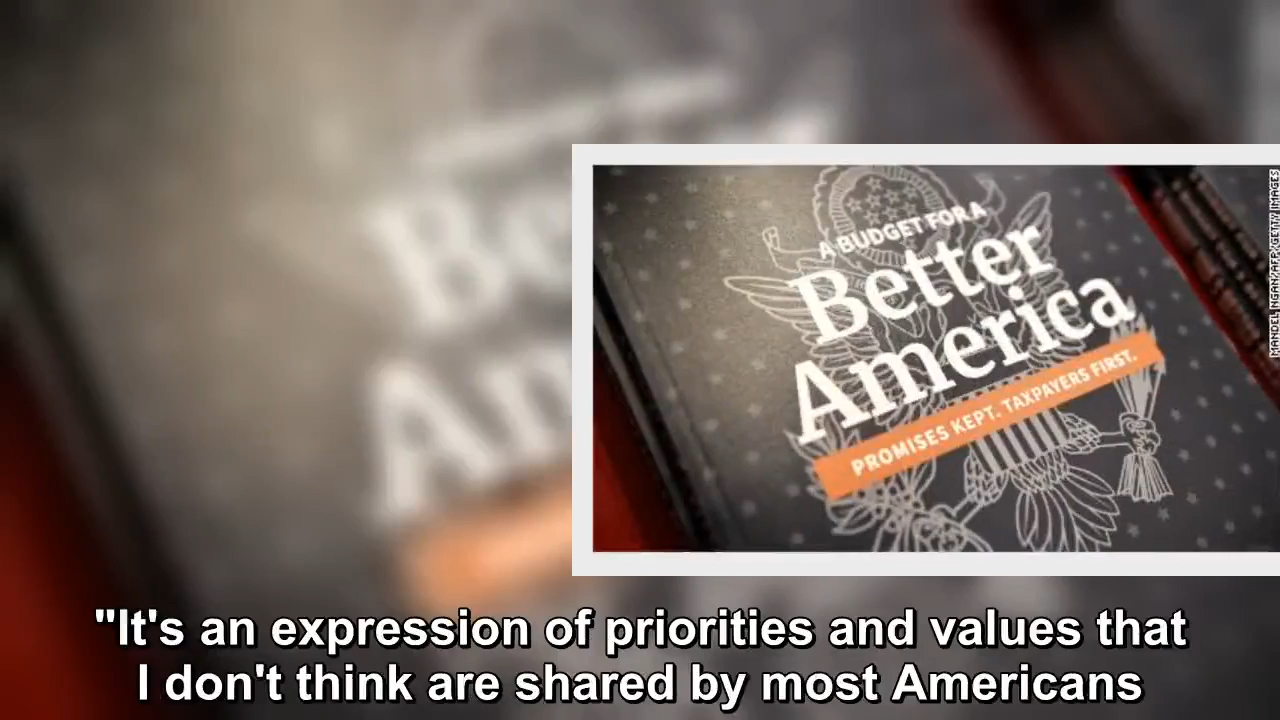 A BUDGET FOR A
Better
America
PROMISES KEPT. TAXPAYERS FIRST.
MANDEL NGAN/AFP/GETTY IMAGES
"It's an expression of priorities and values that
I don't think are shared by most Americans